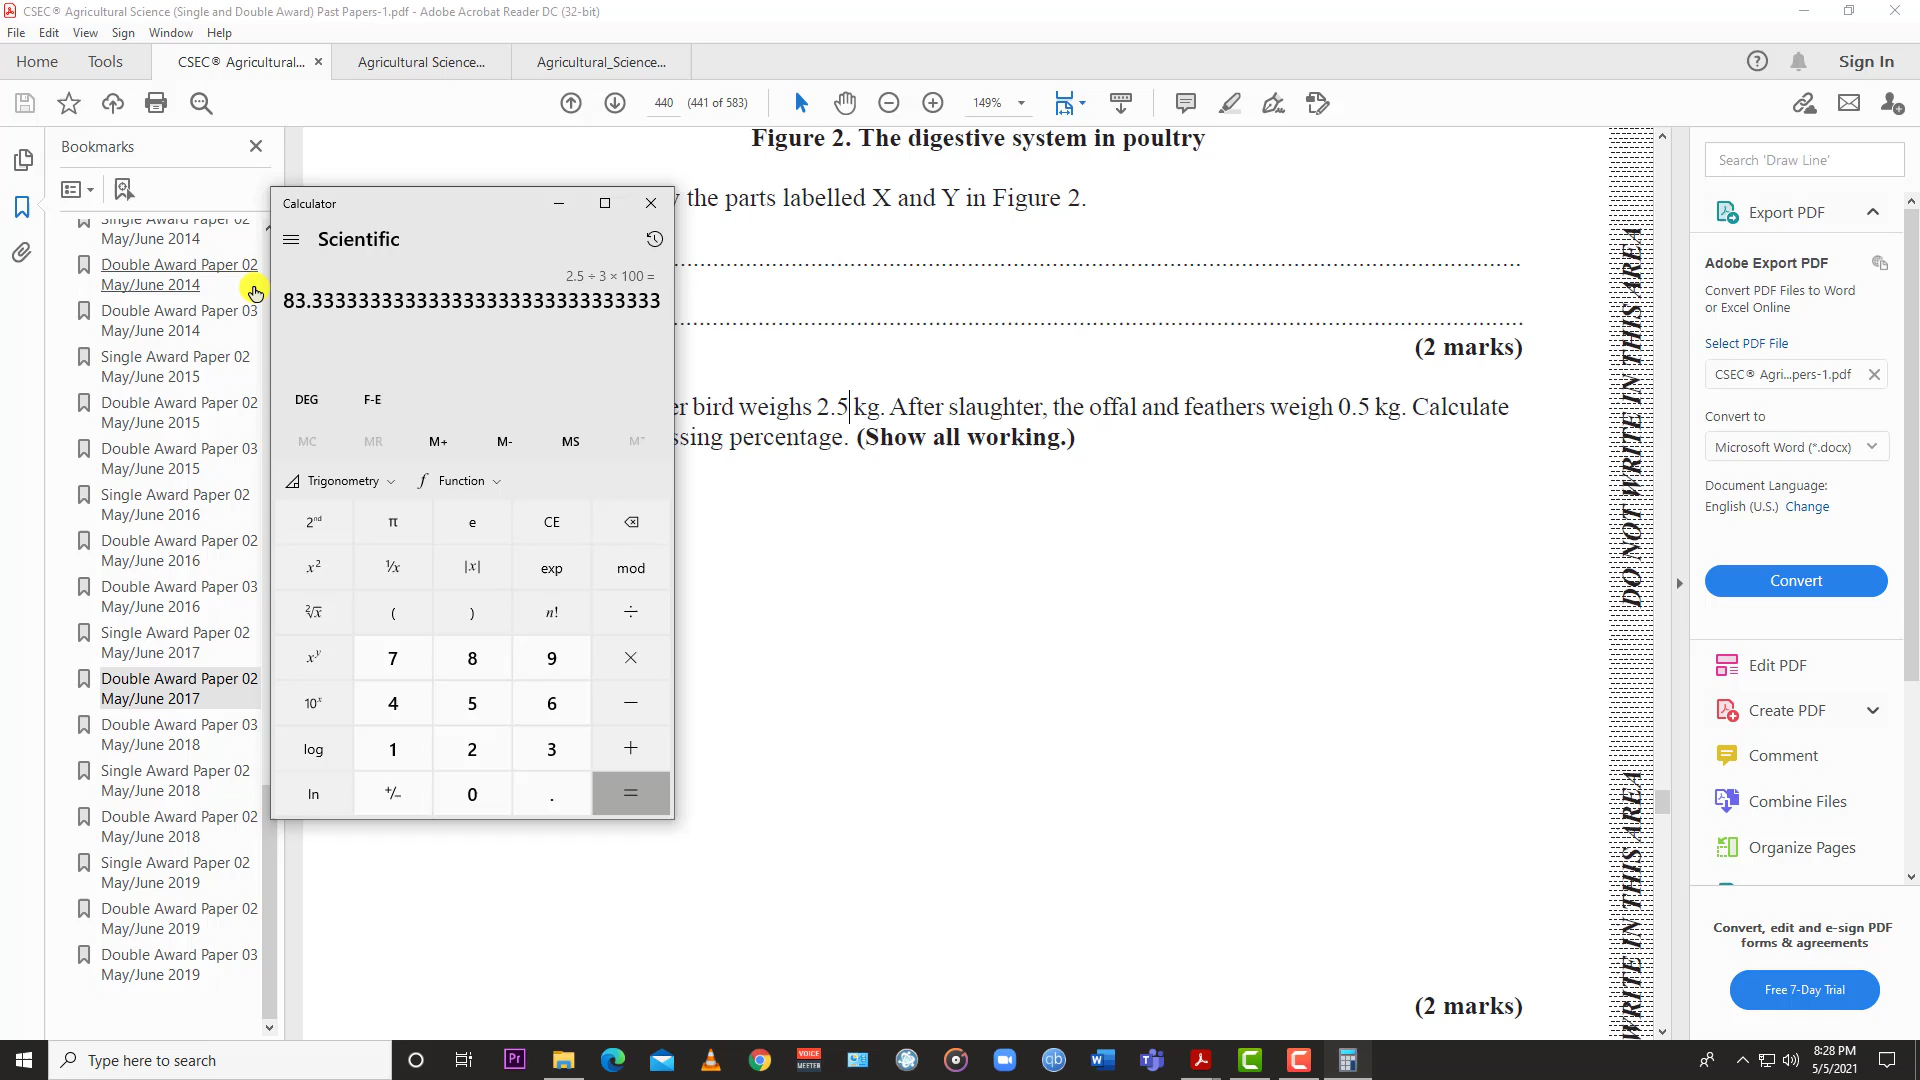 CSEC® Agricultural Science (Single and Double Award) Past Papers-1.pdf - Adobe Acrobat Reader DC (32-bit)
File Edit View Sign Window Help
Home Tools CSEC® Agricultural... × Agricultural Science... Agricultural_Science... Sign In
440 (441 of 583) 149%
Bookmarks
Single Award Paper 02
May/June 2014
Double Award Paper 02
May/June 2014
Double Award Paper 03
May/June 2014
Single Award Paper 02
May/June 2015
Double Award Paper 02
May/June 2015
Double Award Paper 03
May/June 2015
Single Award Paper 02
May/June 2016
Double Award Paper 02
May/June 2016
Double Award Paper 03
May/June 2016
Single Award Paper 02
May/June 2017
Double Award Paper 02
May/June 2017
Double Award Paper 03
May/June 2018
Single Award Paper 02
May/June 2018
Double Award Paper 02
May/June 2018
Single Award Paper 02
May/June 2019
Double Award Paper 02
May/June 2019
Double Award Paper 03
May/June 2019
Calculator
Scientific
2.5 ÷ 3 × 100 =
83.333333333333333333333333333333
DEG F-E
MC MR M+ M- MS M˅
Trigonometry f Function
2nd π e CE
x² ¹/x |x| exp mod
²√x ( ) n! ÷
xʸ 7 8 9 ×
10ˣ 4 5 6 −
log 1 2 3 +
ln +/− 0 . =
Figure 2. The digestive system in poultry
y the parts labelled X and Y in Figure 2.
(2 marks)
er bird weighs 2.5 kg. After slaughter, the offal and feathers weigh 0.5 kg. Calculate
ssing percentage. (Show all working.)
(2 marks)
DO NOT WRITE IN THIS AREA
WRITE IN THIS AREA
Search 'Draw Line'
Export PDF
Adobe Export PDF
Convert PDF Files to Word
or Excel Online
Select PDF File
CSEC® Agri...pers-1.pdf
Convert to
Microsoft Word (*.docx)
Document Language:
English (U.S.) Change
Convert
Edit PDF
Create PDF
Comment
Combine Files
Organize Pages
Convert, edit and e-sign PDF
forms & agreements
Free 7-Day Trial
Type here to search
Pr
VOICE
MEETER
qb
8:28 PM
5/5/2021